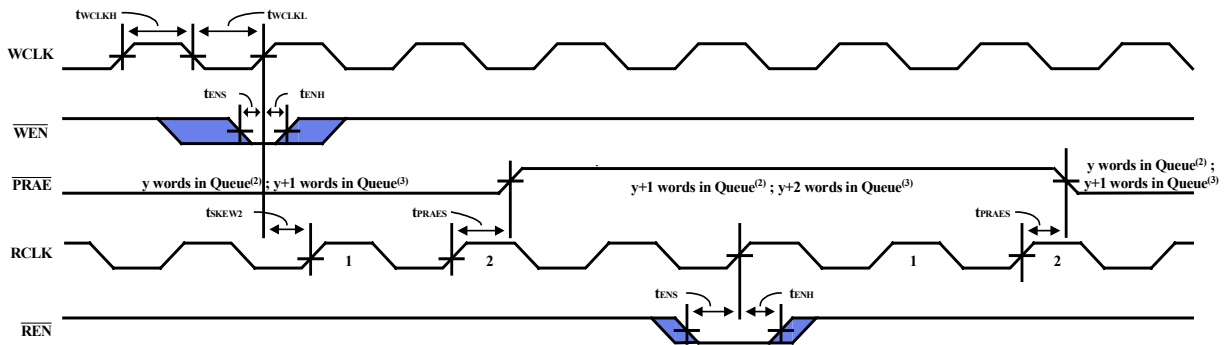 tWCLKH tWCLKL
WCLK
tENS tENH
WEN
PRAE
y words in Queue(2) ; y+1 words in Queue(3)
y+1 words in Queue(2) ; y+2 words in Queue(3)
y words in Queue(2) ;
y+1 words in Queue(3)
tSKEW2 tPRAES tPRAES
RCLK
1 2 1 2
tENS tENH
REN